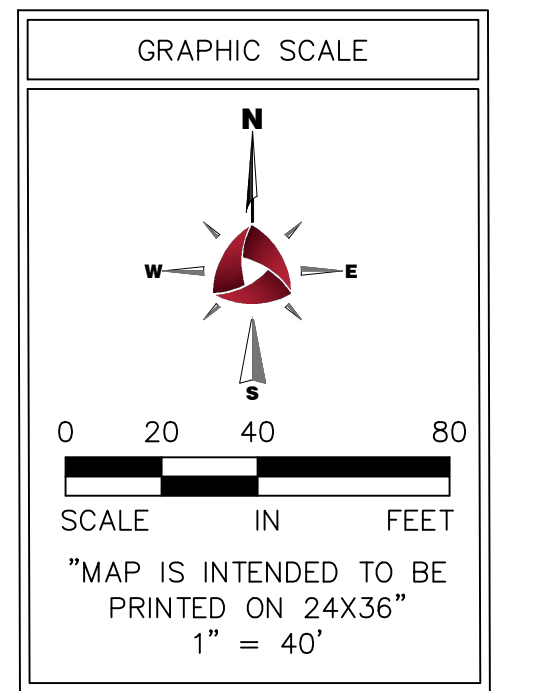 GRAPHIC SCALE
N
W E
S
0 20 40 80
SCALE IN FEET
"MAP IS INTENDED TO BE
PRINTED ON 24X36"
1" = 40'